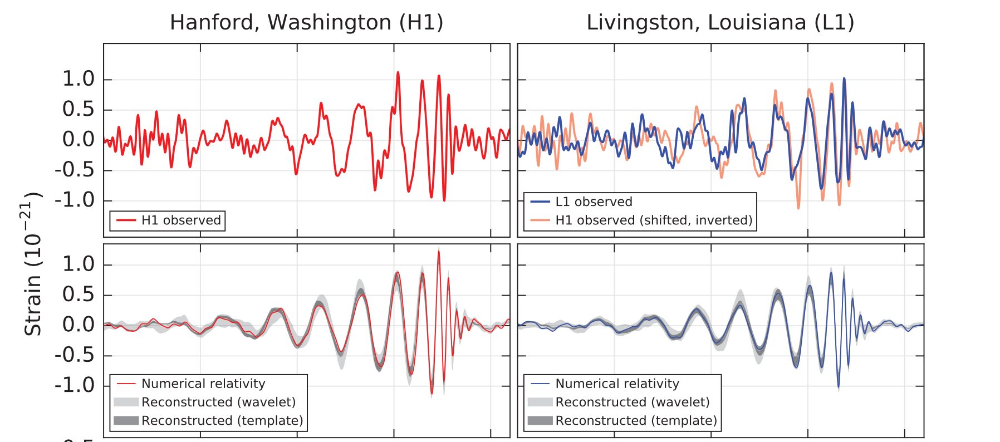 Hanford, Washington (H1)
Livingston, Louisiana (L1)
Strain (10⁻²¹)
1.0
0.5
0.0
-0.5
-1.0
H1 observed
L1 observed
H1 observed (shifted, inverted)
1.0
0.5
0.0
-0.5
-1.0
Numerical relativity
Reconstructed (wavelet)
Reconstructed (template)
Numerical relativity
Reconstructed (wavelet)
Reconstructed (template)